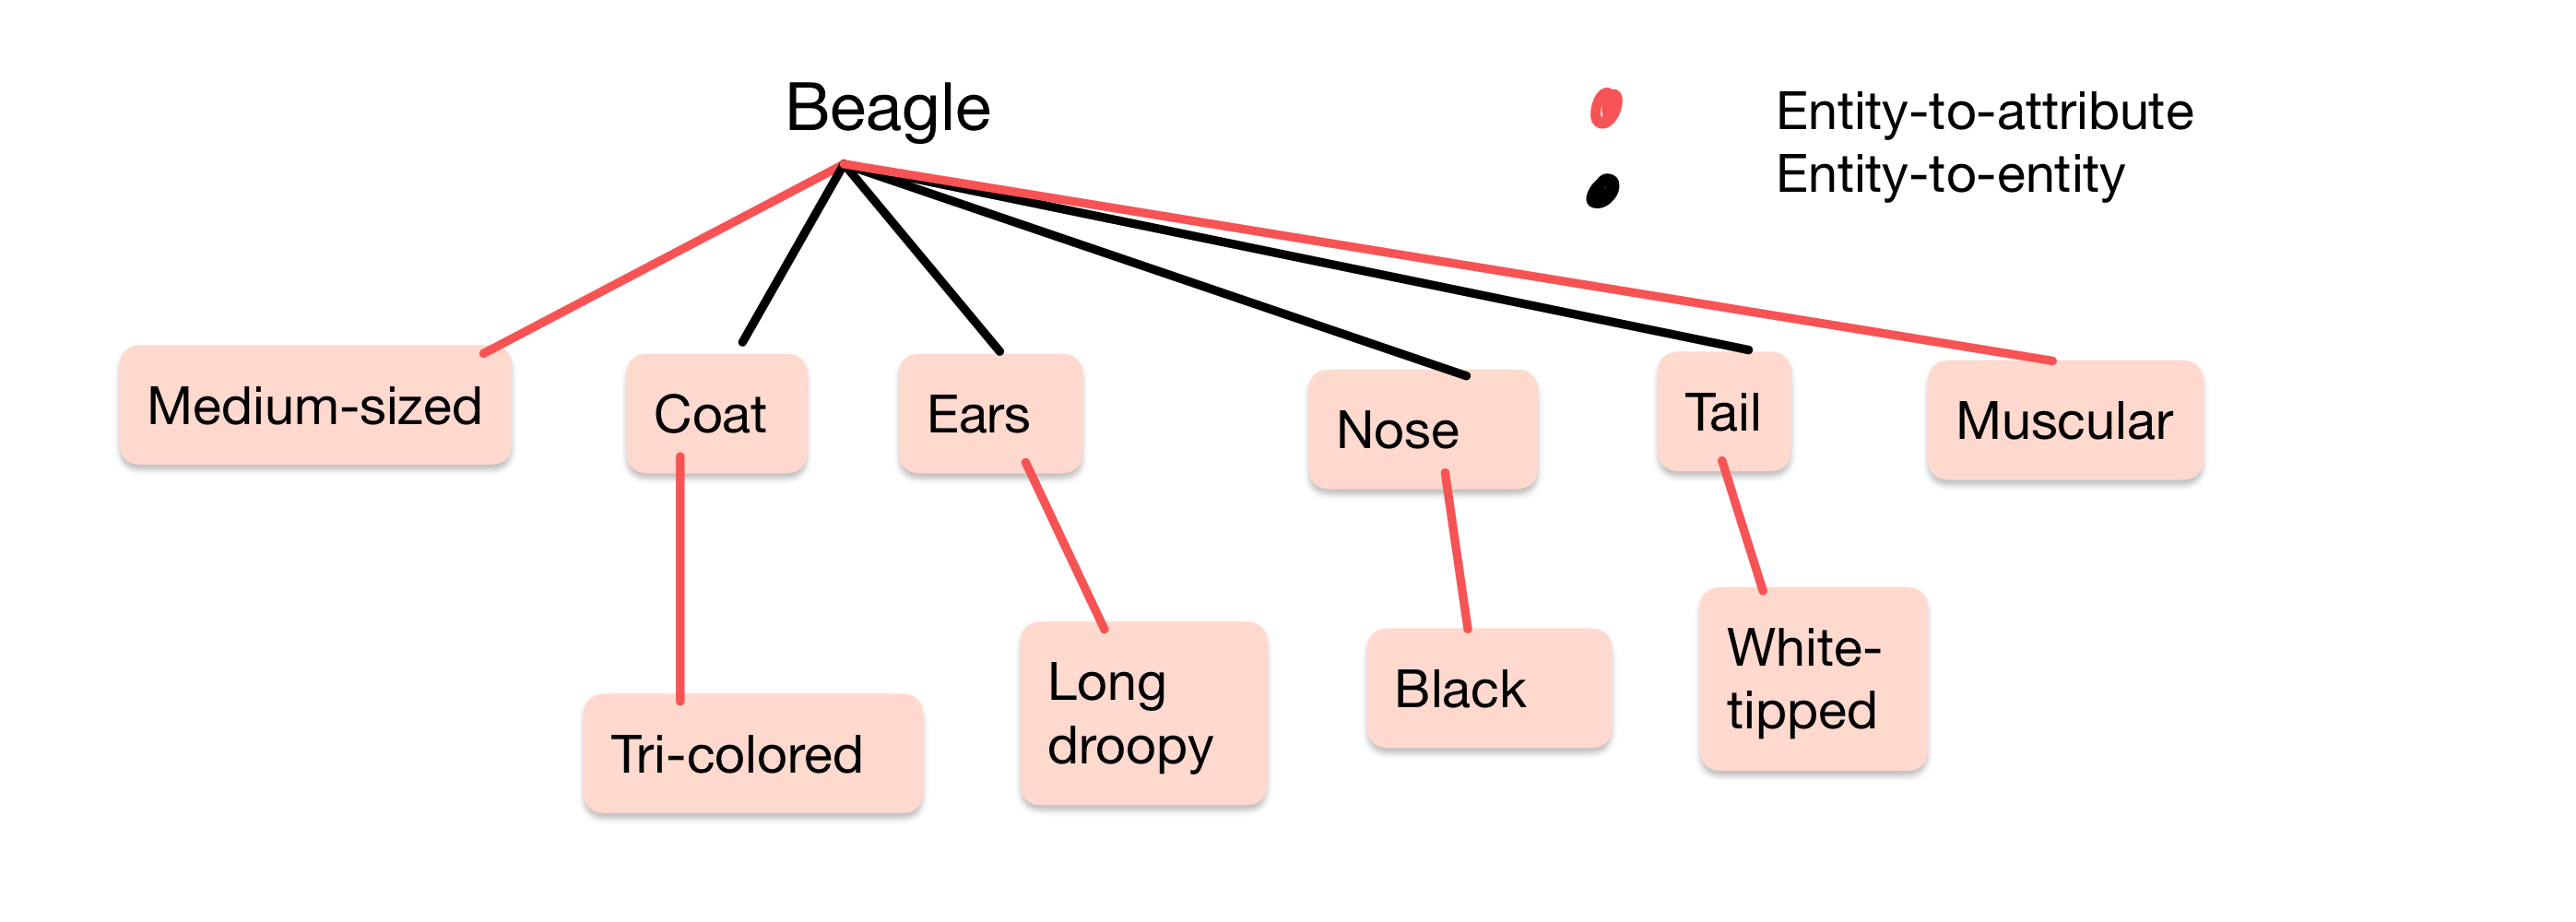 Beagle
Entity-to-attribute
Entity-to-entity
Medium-sized
Coat
Ears
Nose
Tail
Muscular
Tri-colored
Long
droopy
Black
White-
tipped